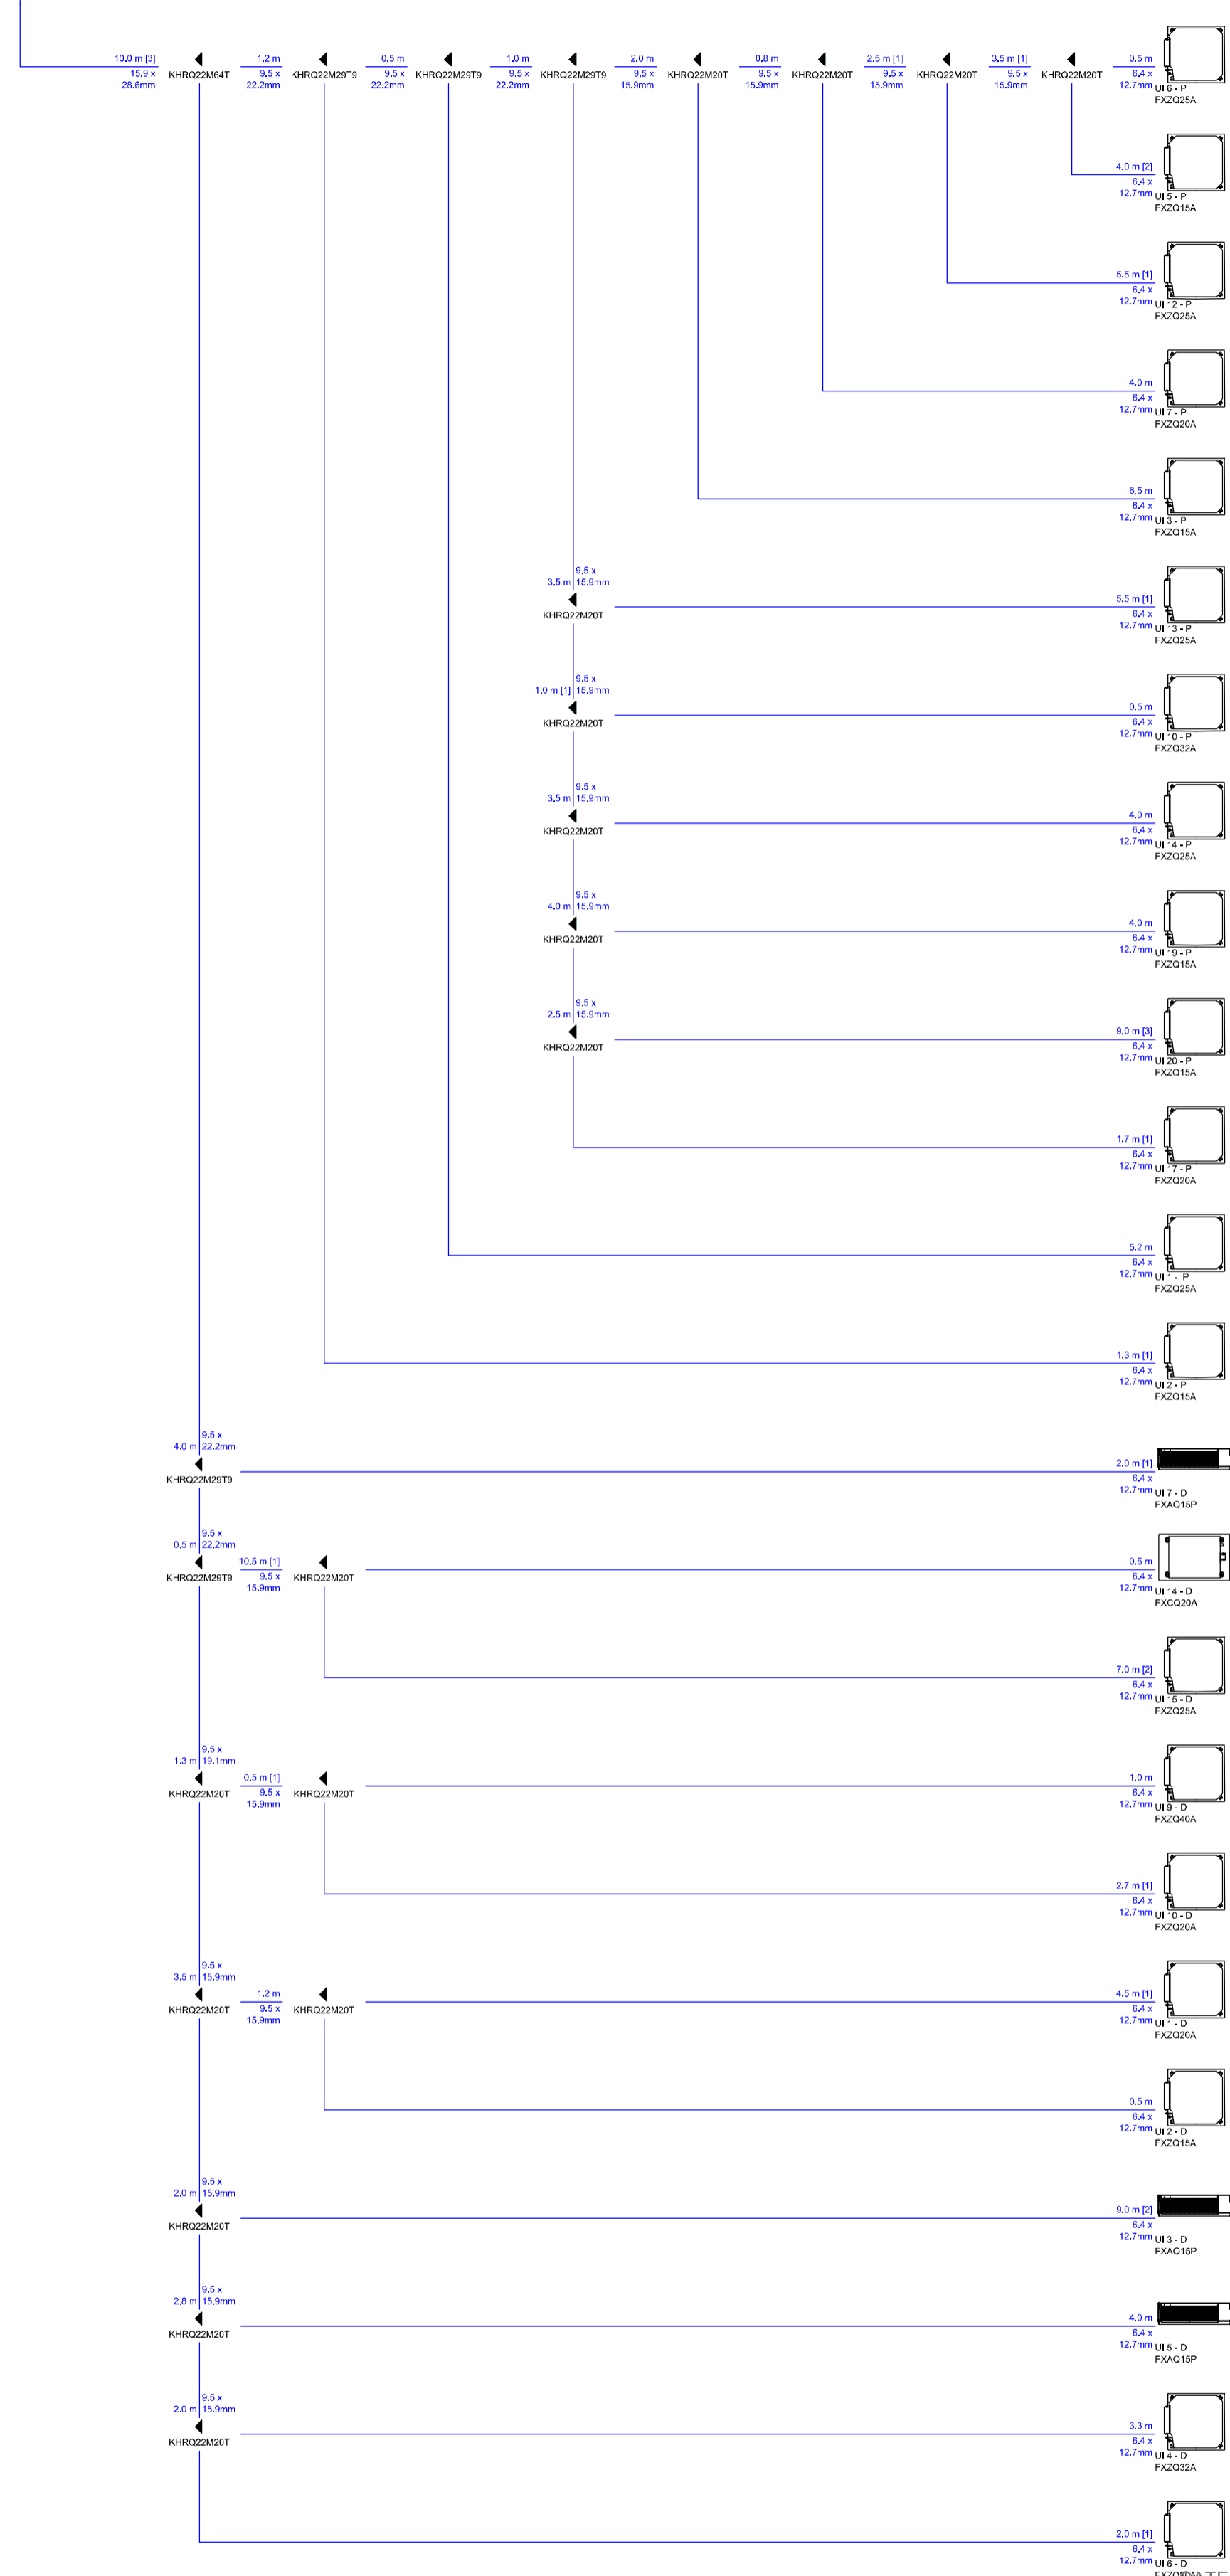 10.0 m [3]
15.9 x
28.6mm
KHRQ22M64T
1.2 m
9.5 x
22.2mm
KHRQ22M29T9
0.5 m
9.5 x
22.2mm
KHRQ22M29T9
1.0 m
9.5 x
22.2mm
KHRQ22M29T9
2.0 m
9.5 x
15.9mm
KHRQ22M20T
0.8 m
9.5 x
15.9mm
KHRQ22M20T
2.5 m [1]
9.5 x
15.9mm
KHRQ22M20T
3.5 m [1]
9.5 x
15.9mm
KHRQ22M20T
0.5 m
6.4 x
12.7mm
UI 6 - P
FXZQ25A
4.0 m [2]
6.4 x
12.7mm
UI 5 - P
FXZQ15A
5.5 m [1]
6.4 x
12.7mm
UI 12 - P
FXZQ25A
4.0 m
6.4 x
12.7mm
UI 7 - P
FXZQ20A
6.5 m
6.4 x
12.7mm
UI 3 - P
FXZQ15A
9.5 x
3.5 m 15.9mm
KHRQ22M20T
5.5 m [1]
6.4 x
12.7mm
UI 13 - P
FXZQ25A
9.5 x
1.0 m [1] 15.9mm
KHRQ22M20T
0.5 m
6.4 x
12.7mm
UI 10 - P
FXZQ32A
9.5 x
3.5 m 15.9mm
KHRQ22M20T
4.0 m
6.4 x
12.7mm
UI 14 - P
FXZQ25A
9.5 x
4.0 m 15.9mm
KHRQ22M20T
4.0 m
6.4 x
12.7mm
UI 19 - P
FXZQ15A
9.5 x
2.5 m 15.9mm
KHRQ22M20T
9.0 m [3]
6.4 x
12.7mm
UI 20 - P
FXZQ15A
1.7 m [1]
6.4 x
12.7mm
UI 17 - P
FXZQ20A
5.2 m
6.4 x
12.7mm
UI 1 - P
FXZQ25A
1.3 m [1]
6.4 x
12.7mm
UI 2 - P
FXZQ15A
9.5 x
4.0 m 22.2mm
KHRQ22M29T9
2.0 m [1]
6.4 x
12.7mm
UI 7 - D
FXAQ15P
9.5 x
0.5 m 22.2mm
KHRQ22M29T9
10.5 m [1]
9.5 x
15.9mm
KHRQ22M20T
0.5 m
6.4 x
12.7mm
UI 14 - D
FXCQ20A
7.0 m [2]
6.4 x
12.7mm
UI 15 - D
FXZQ25A
9.5 x
1.3 m 19.1mm
KHRQ22M20T
0.5 m [1]
9.5 x
15.9mm
KHRQ22M20T
1.0 m
6.4 x
12.7mm
UI 9 - D
FXZQ40A
2.7 m [1]
6.4 x
12.7mm
UI 10 - D
FXZQ20A
9.5 x
3.5 m 15.9mm
KHRQ22M20T
1.2 m
9.5 x
15.9mm
KHRQ22M20T
4.5 m [1]
6.4 x
12.7mm
UI 1 - D
FXZQ20A
0.5 m
6.4 x
12.7mm
UI 2 - D
FXZQ15A
9.5 x
2.0 m 15.9mm
KHRQ22M20T
9.0 m [2]
6.4 x
12.7mm
UI 3 - D
FXAQ15P
9.5 x
2.8 m 15.9mm
KHRQ22M20T
4.0 m
6.4 x
12.7mm
UI 5 - D
FXAQ15P
9.5 x
2.0 m 15.9mm
KHRQ22M20T
3.3 m
6.4 x
12.7mm
UI 4 - D
FXZQ32A
2.0 m [1]
6.4 x
12.7mm
UI 6 - D